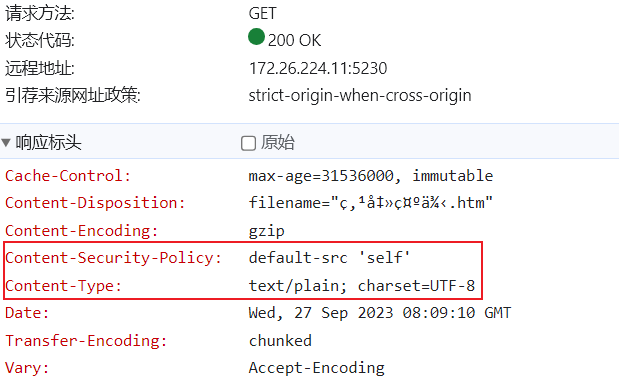 请求方法: GET
状态代码: 200 OK
远程地址: 172.26.224.11:5230
引荐来源网址政策: strict-origin-when-cross-origin
响应标头 原始
Cache-Control: max-age=31536000, immutable
Content-Disposition: filename="ç‚¹å‡»ç¤ºä¾‹.htm"
Content-Encoding: gzip
Content-Security-Policy: default-src 'self'
Content-Type: text/plain; charset=UTF-8
Date: Wed, 27 Sep 2023 08:09:10 GMT
Transfer-Encoding: chunked
Vary: Accept-Encoding